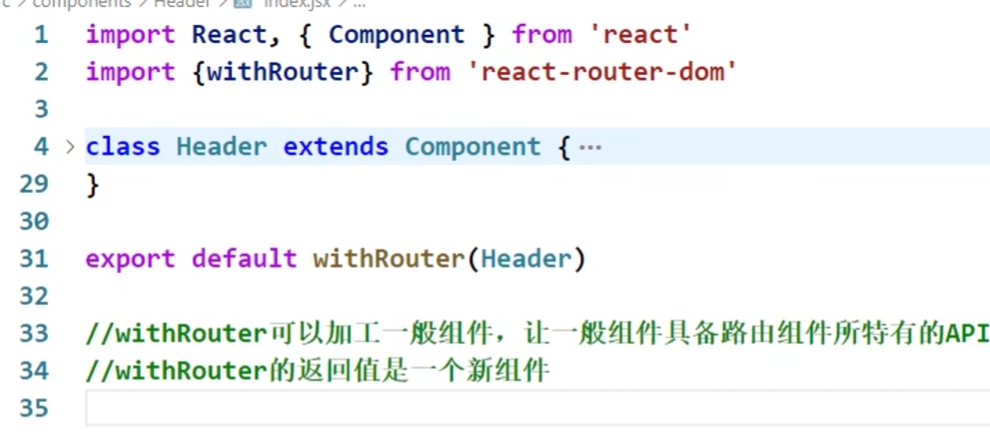 components > Header > index.jsx > ...
1 import React, { Component } from 'react'
2 import {withRouter} from 'react-router-dom'
3
4 class Header extends Component {···
29 }
30
31 export default withRouter(Header)
32
33 //withRouter可以加工一般组件，让一般组件具备路由组件所特有的API
34 //withRouter的返回值是一个新组件
35